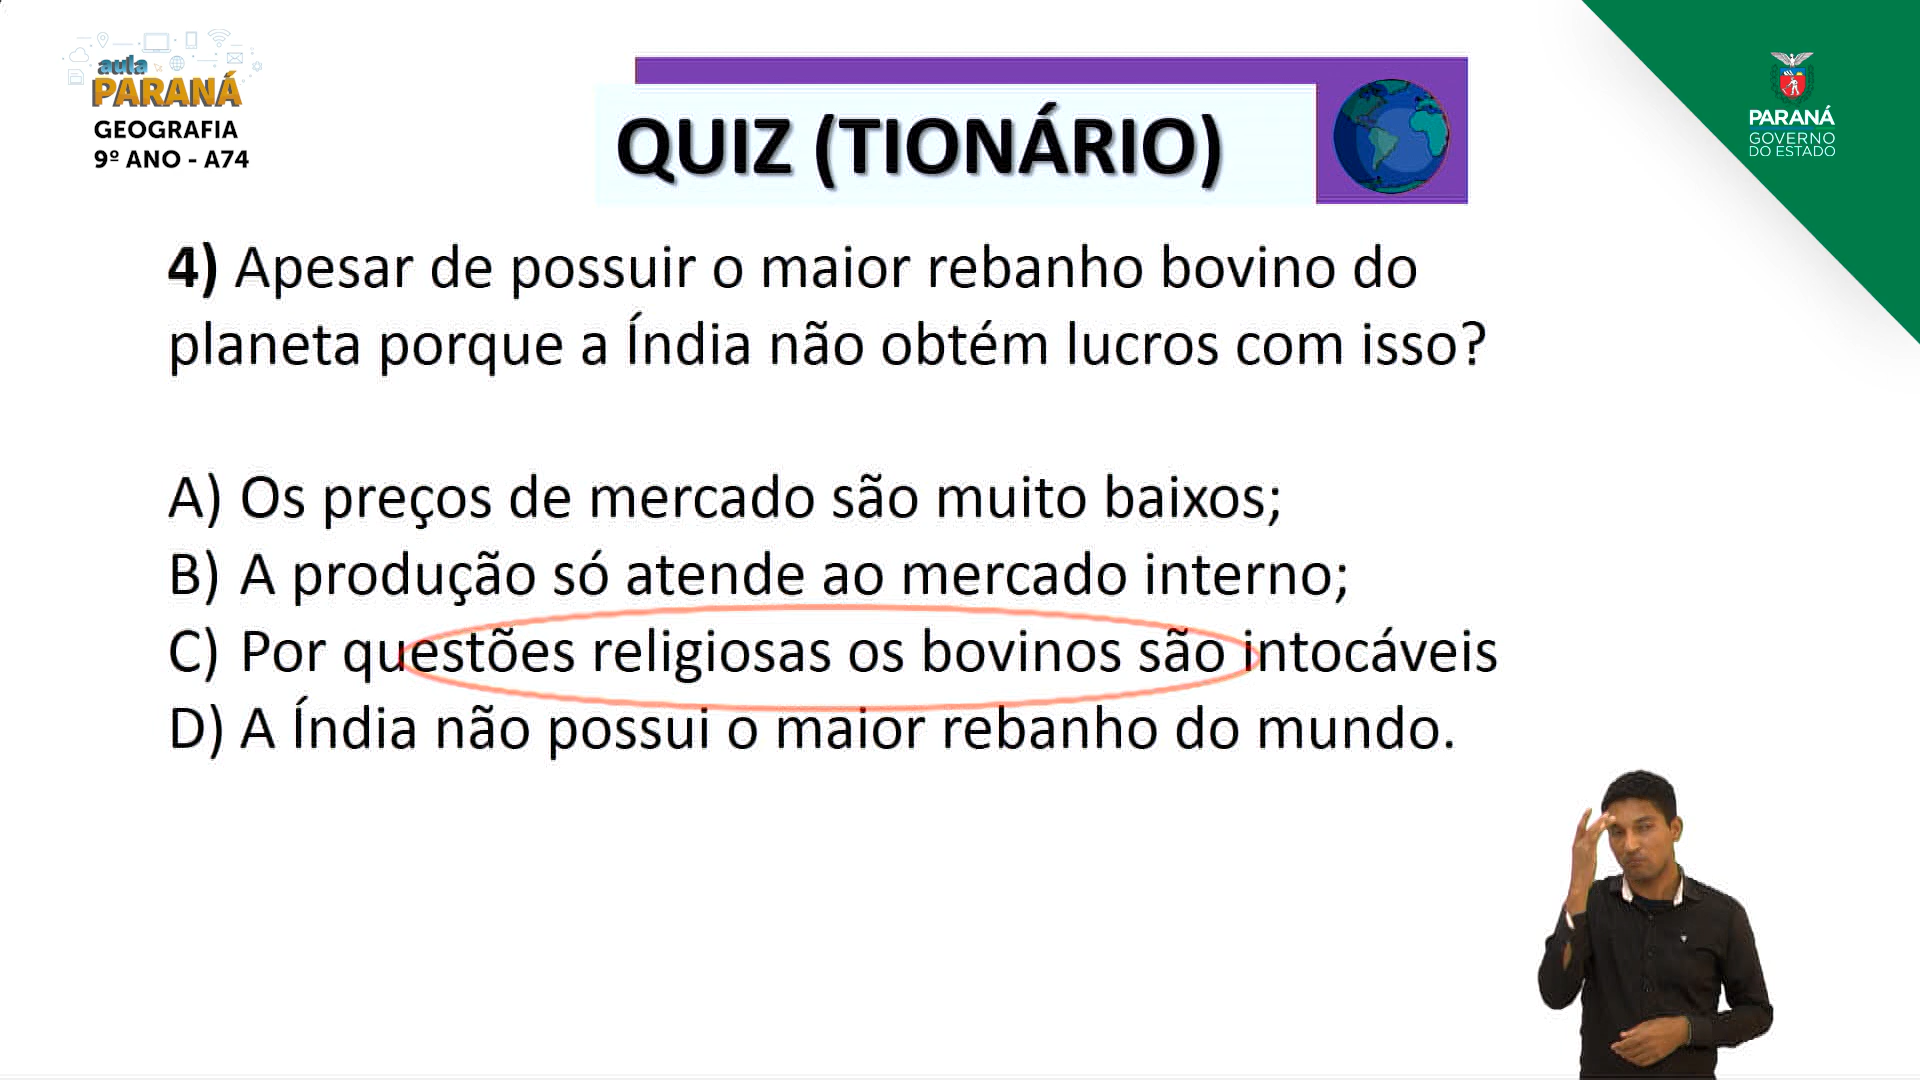 aula
PARANÁ
GEOGRAFIA
9º ANO - A74
QUIZ (TIONÁRIO)
PARANÁ
GOVERNO
DO ESTADO
4) Apesar de possuir o maior rebanho bovino do
planeta porque a Índia não obtém lucros com isso?
A) Os preços de mercado são muito baixos;
B) A produção só atende ao mercado interno;
C) Por questões religiosas os bovinos são intocáveis
D) A Índia não possui o maior rebanho do mundo.